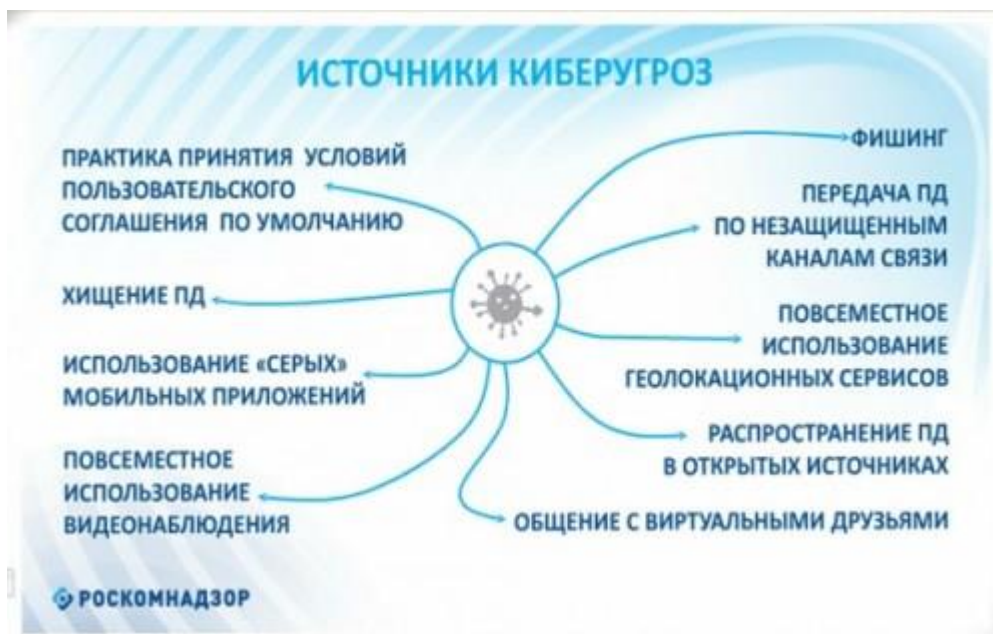 ИСТОЧНИКИ КИБЕРУГРОЗ
ПРАКТИКА ПРИНЯТИЯ УСЛОВИЙ
ПОЛЬЗОВАТЕЛЬСКОГО
СОГЛАШЕНИЯ ПО УМОЛЧАНИЮ
ХИЩЕНИЕ ПД
ИСПОЛЬЗОВАНИЕ «СЕРЫХ»
МОБИЛЬНЫХ ПРИЛОЖЕНИЙ
ПОВСЕМЕСТНОЕ
ИСПОЛЬЗОВАНИЕ
ВИДЕОНАБЛЮДЕНИЯ
ФИШИНГ
ПЕРЕДАЧА ПД
ПО НЕЗАЩИЩЕННЫМ
КАНАЛАМ СВЯЗИ
ПОВСЕМЕСТНОЕ
ИСПОЛЬЗОВАНИЕ
ГЕОЛОКАЦИОННЫХ СЕРВИСОВ
РАСПРОСТРАНЕНИЕ ПД
В ОТКРЫТЫХ ИСТОЧНИКАХ
ОБЩЕНИЕ С ВИРТУАЛЬНЫМИ ДРУЗЬЯМИ
РОСКОМНАДЗОР